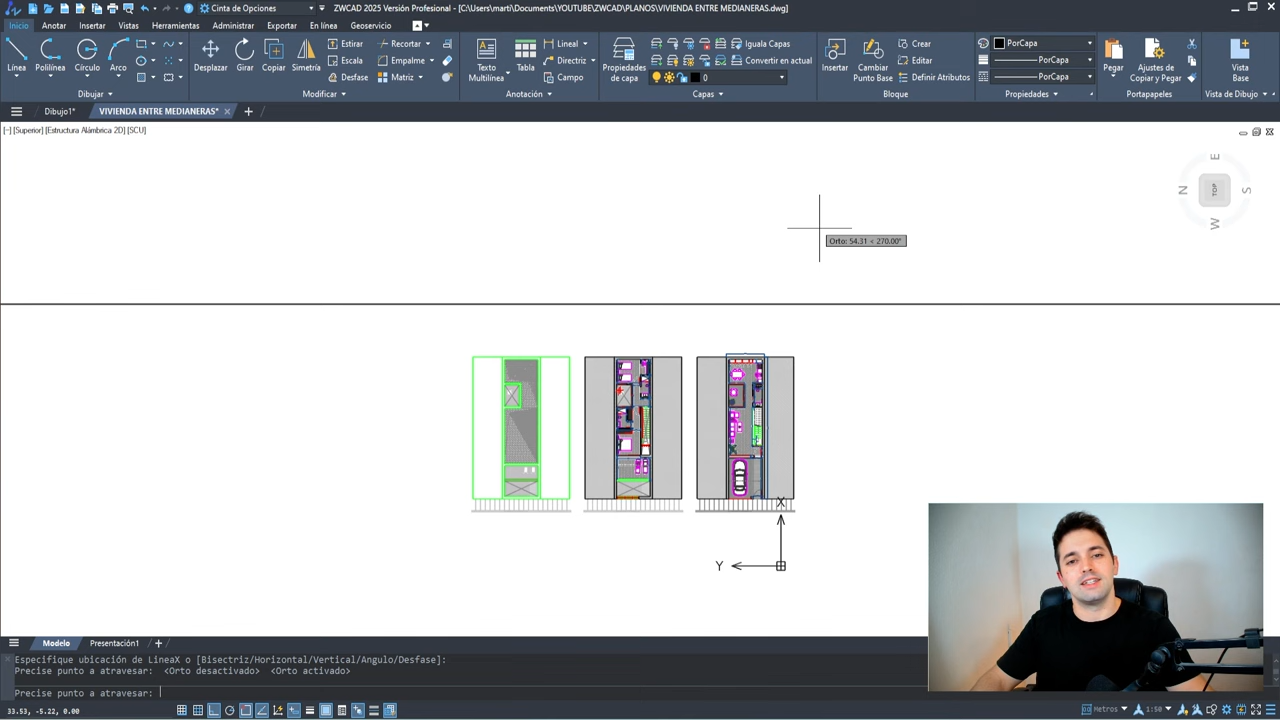 Cinta de Opciones
ZWCAD 2025 Versión Profesional - [C:\Users\marti\Documents\YOUTUBE\ZWCAD\PLANOS\VIVIENDA ENTRE MEDIANERAS.dwg]
Inicio Anotar Insertar Vistas Herramientas Administrar Exportar En línea Geoservicio
Línea Polilínea Círculo Arco
Dibujar
Desplazar Girar Copiar Simetría
Estirar Recortar
Escala Empalme
Desfase Matriz
Modificar
Texto Multilínea Tabla
Lineal
Directriz
Campo
Anotación
Propiedades de capa
Iguala Capas
Convertir en actual
0
Capas
Insertar
Cambiar Punto Base
Crear
Editar
Definir Atributos
Bloque
PorCapa
PorCapa
PorCapa
Propiedades
Pegar
Ajustes de Copiar y Pegar
Portapapeles
Vista Base
Vista de Dibujo
Dibujo1* VIVIENDA ENTRE MEDIANERAS*
[−] [Superior] [Estructura Alámbrica 2D] [SCU]
E
N TOP S
W
Orto: 54.31 < 270.00°
X
Y
Modelo Presentación1
Especifique ubicación de LineaX o [Bisectriz/Horizontal/Vertical/Angulo/Desfase]:
Precise punto a atravesar: <Orto desactivado> <Orto activado>
Precise punto a atravesar:
33.53, -5.22, 0.00
Metros 1:50